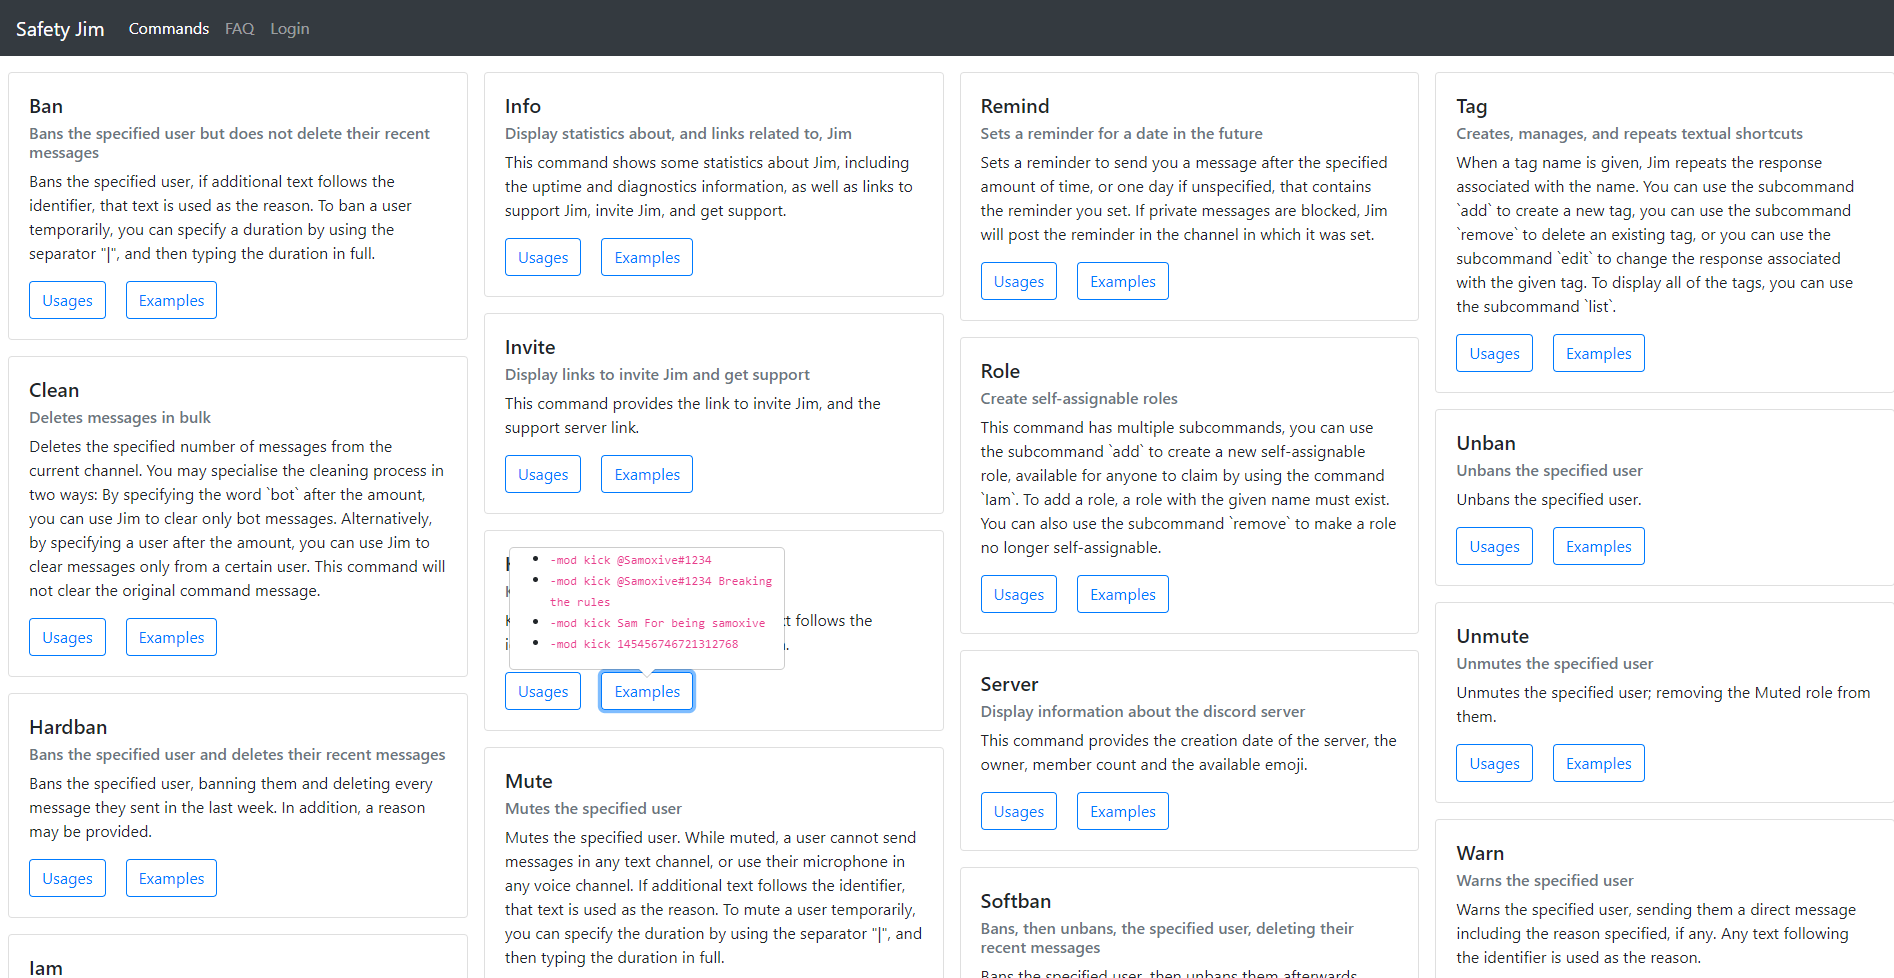 Safety Jim
Commands
FAQ
Login
Ban
Bans the specified user but does not delete their recent
messages
Bans the specified user, if additional text follows the
identifier, that text is used as the reason. To ban a user
temporarily, you can specify a duration by using the
separator "|", and then typing the duration in full.
Usages
Examples
Clean
Deletes messages in bulk
Deletes the specified number of messages from the
current channel. You may specialise the cleaning process in
two ways: By specifying the word `bot` after the amount,
you can use Jim to clear only bot messages. Alternatively,
by specifying a user after the amount, you can use Jim to
clear messages only from a certain user. This command will
not clear the original command message.
Usages
Examples
Hardban
Bans the specified user and deletes their recent messages
Bans the specified user, banning them and deleting every
message they sent in the last week. In addition, a reason
may be provided.
Usages
Examples
Iam
Info
Display statistics about, and links related to, Jim
This command shows some statistics about Jim, including
the uptime and diagnostics information, as well as links to
support Jim, invite Jim, and get support.
Usages
Examples
Invite
Display links to invite Jim and get support
This command provides the link to invite Jim, and the
support server link.
Usages
Examples
-mod kick @Samoxive#1234
-mod kick @Samoxive#1234 Breaking
the rules
-mod kick Sam For being samoxive
-mod kick 145456746721312768
follows the
Usages
Examples
Mute
Mutes the specified user
Mutes the specified user. While muted, a user cannot send
messages in any text channel, or use their microphone in
any voice channel. If additional text follows the identifier,
that text is used as the reason. To mute a user temporarily,
you can specify the duration by using the separator "|", and
then typing the duration in full.
Remind
Sets a reminder for a date in the future
Sets a reminder to send you a message after the specified
amount of time, or one day if unspecified, that contains
the reminder you set. If private messages are blocked, Jim
will post the reminder in the channel in which it was set.
Usages
Examples
Role
Create self-assignable roles
This command has multiple subcommands, you can use
the subcommand `add` to create a new self-assignable
role, available for anyone to claim by using the command
`Iam`. To add a role, a role with the given name must exist.
You can also use the subcommand `remove` to make a role
no longer self-assignable.
Usages
Examples
Server
Display information about the discord server
This command provides the creation date of the server, the
owner, member count and the available emoji.
Usages
Examples
Softban
Bans, then unbans, the specified user, deleting their
recent messages
Bans the specified user, then unbans them afterwards
Tag
Creates, manages, and repeats textual shortcuts
When a tag name is given, Jim repeats the response
associated with the name. You can use the subcommand
`add` to create a new tag, you can use the subcommand
`remove` to delete an existing tag, or you can use the
subcommand `edit` to change the response associated
with the given tag. To display all of the tags, you can use
the subcommand `list`.
Usages
Examples
Unban
Unbans the specified user
Unbans the specified user.
Usages
Examples
Unmute
Unmutes the specified user
Unmutes the specified user; removing the Muted role from
them.
Usages
Examples
Warn
Warns the specified user
Warns the specified user, sending them a direct message
including the reason specified, if any. Any text following
the identifier is used as the reason.